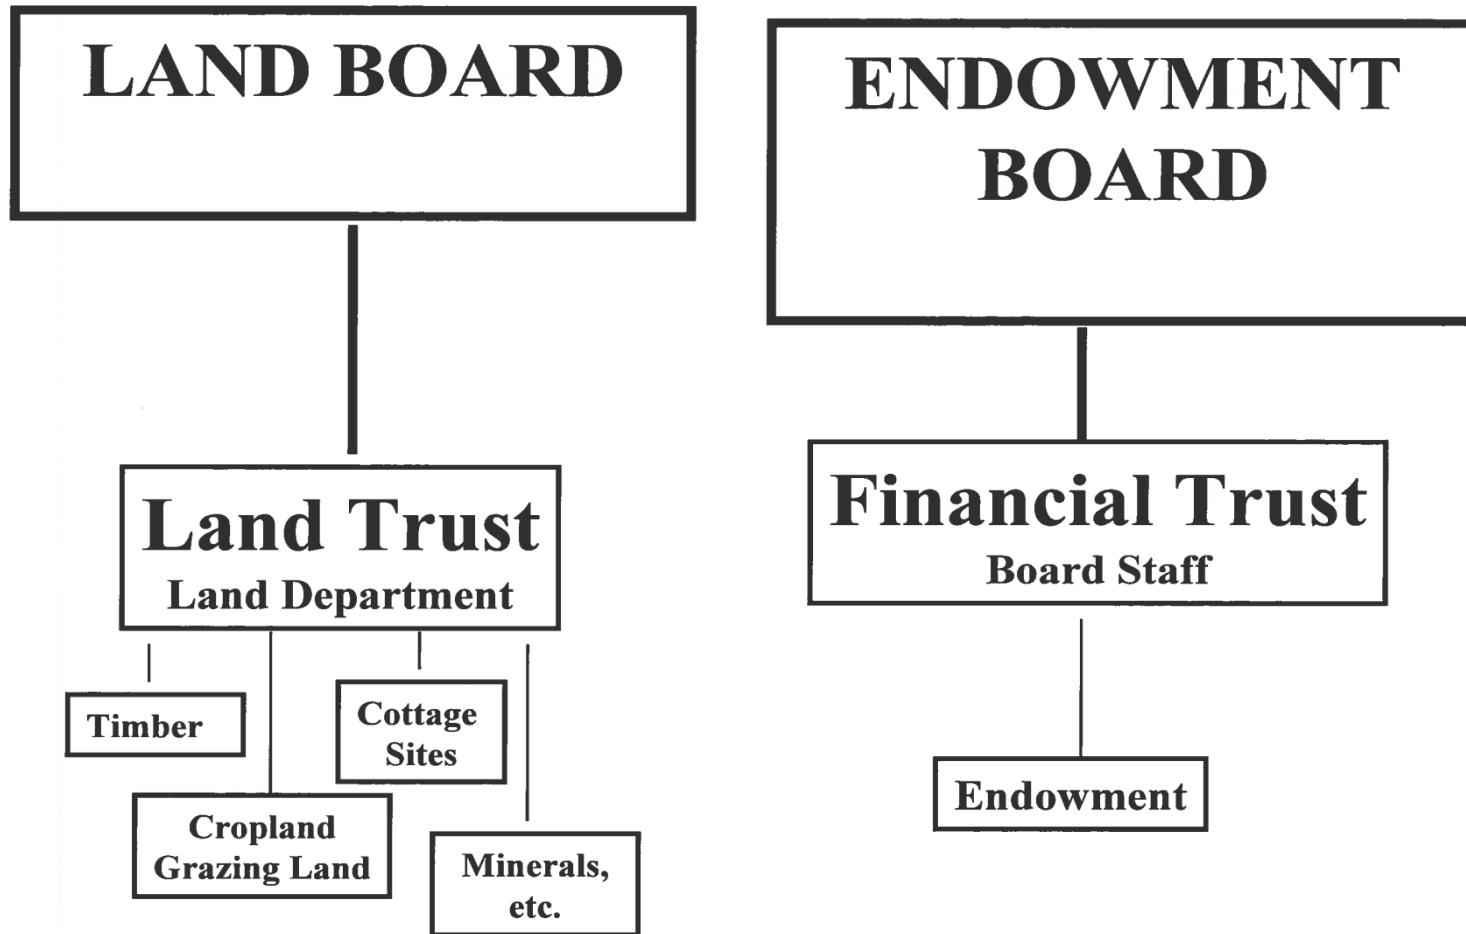 LAND BOARD
ENDOWMENT
BOARD
Land Trust
Land Department
Financial Trust
Board Staff
Timber
Cottage
Sites
Cropland
Grazing Land
Minerals,
etc.
Endowment